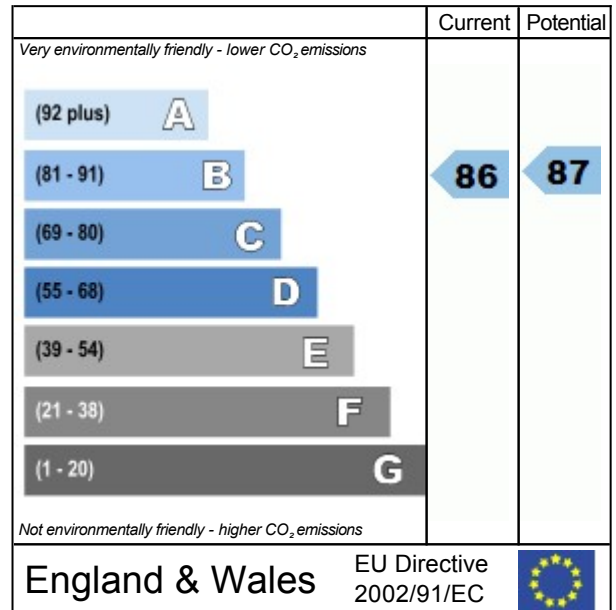 Current Potential
Very environmentally friendly - lower CO₂ emissions
(92 plus) A
(81 - 91) B 86 87
(69 - 80) C
(55 - 68) D
(39 - 54) E
(21 - 38) F
(1 - 20) G
Not environmentally friendly - higher CO₂ emissions
England & Wales
EU Directive
2002/91/EC